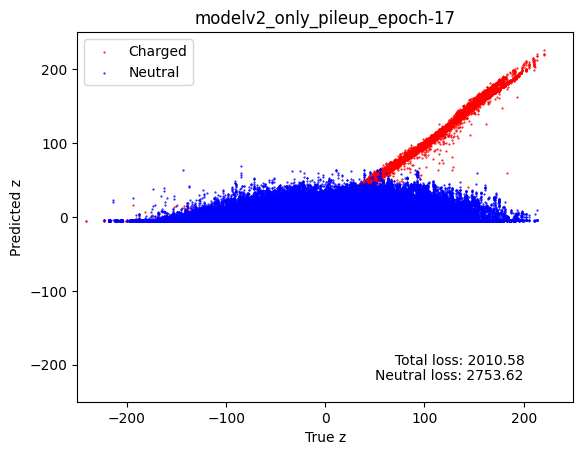 modelv2_only_pileup_epoch-17
Charged
Neutral
Predicted z
200
100
0
−100
−200
Total loss: 2010.58
Neutral loss: 2753.62
−200
−100
0
100
200
True z